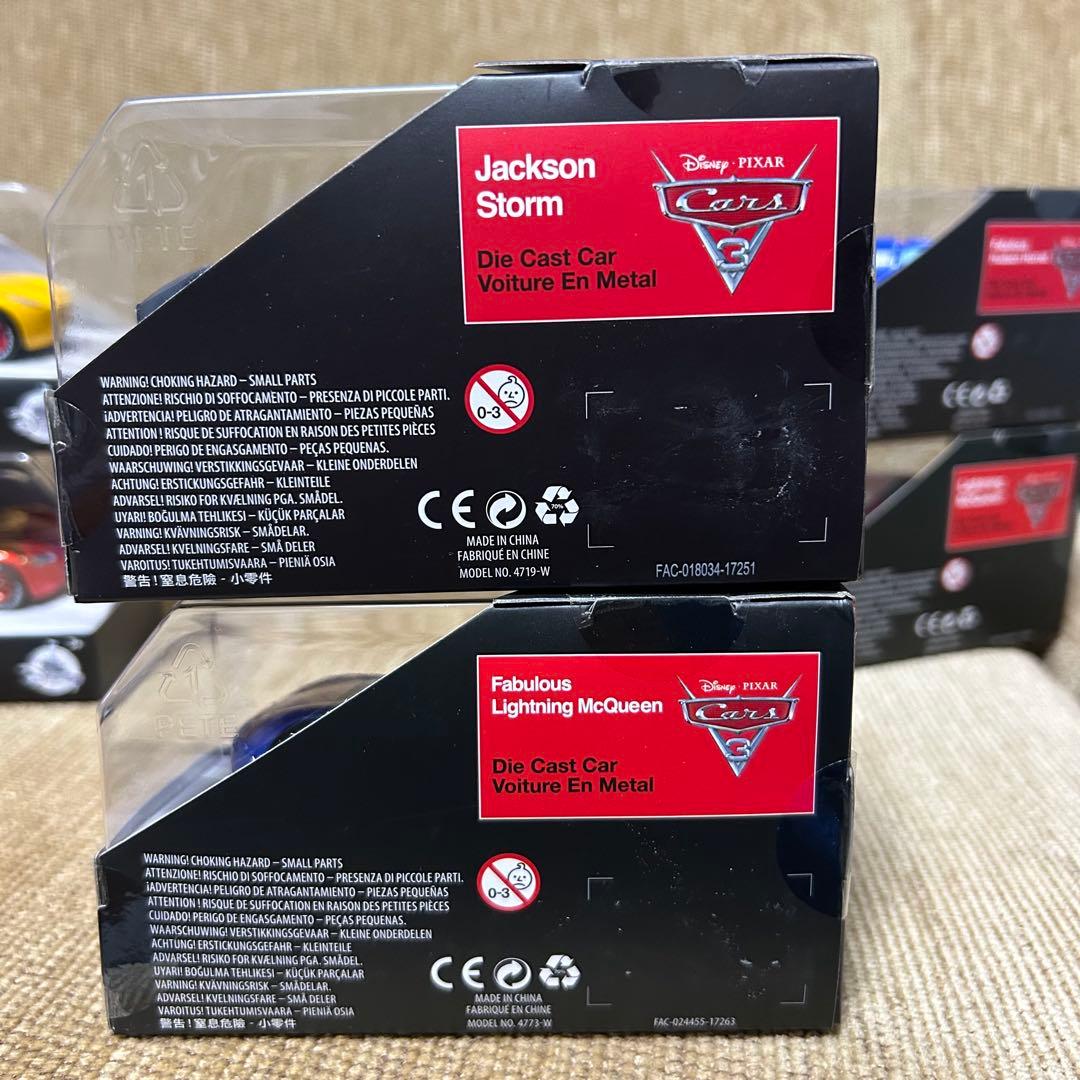 PETE
Jackson
Storm
Die Cast Car
Voiture En Metal
Disney · PIXAR
Cars
3
WARNING! CHOKING HAZARD – SMALL PARTS
ATTENZIONE! RISCHIO DI SOFFOCAMENTO – PRESENZA DI PICCOLE PARTI.
¡ADVERTENCIA! PELIGRO DE ATRAGANTAMIENTO – PIEZAS PEQUEÑAS
ATTENTION ! RISQUE DE SUFFOCATION EN RAISON DES PETITES PIÈCES
CUIDADO! PERIGO DE ENGASGAMENTO – PEÇAS PEQUENAS.
WAARSCHUWING! VERSTIKKINGSGEVAAR – KLEINE ONDERDELEN
ACHTUNG! ERSTICKUNGSGEFAHR – KLEINTEILE
ADVARSEL! RISIKO FOR KVÆLNING PGA. SMÅDEL.
UYARI! BOĞULMA TEHLIKESI – KÜÇÜK PARÇALAR
VARNING! KVÄVNINGSRISK – SMÅDELAR.
ADVARSEL! KVELNINGSFARE – SMÅ DELER
VAROITUS! TUKEHTUMISVAARA – PIENIÄ OSIA
警告!窒息危險 - 小零件
0-3
CE
70%
MADE IN CHINA
FABRIQUÉ EN CHINE
MODEL NO. 4719-W
FAC-018034-17251
PETE
Fabulous
Lightning McQueen
Die Cast Car
Voiture En Metal
Disney · PIXAR
Cars
3
WARNING! CHOKING HAZARD – SMALL PARTS
ATTENZIONE! RISCHIO DI SOFFOCAMENTO – PRESENZA DI PICCOLE PARTI.
¡ADVERTENCIA! PELIGRO DE ATRAGANTAMIENTO – PIEZAS PEQUEÑAS
ATTENTION ! RISQUE DE SUFFOCATION EN RAISON DES PETITES PIÈCES
CUIDADO! PERIGO DE ENGASGAMENTO – PEÇAS PEQUENAS.
WAARSCHUWING! VERSTIKKINGSGEVAAR – KLEINE ONDERDELEN
ACHTUNG! ERSTICKUNGSGEFAHR – KLEINTEILE
ADVARSEL! RISIKO FOR KVÆLNING PGA. SMÅDEL.
UYARI! BOĞULMA TEHLIKESI – KÜÇÜK PARÇALAR
VARNING! KVÄVNINGSRISK – SMÅDELAR.
ADVARSEL! KVELNINGSFARE – SMÅ DELER
VAROITUS! TUKEHTUMISVAARA – PIENIÄ OSIA
警告!窒息危險 - 小零件
0-3
CE
MADE IN CHINA
FABRIQUÉ EN CHINE
MODEL NO. 4773-W
FAC-024455-17263
Fabulous
CE
Lightning
McQueen
CE